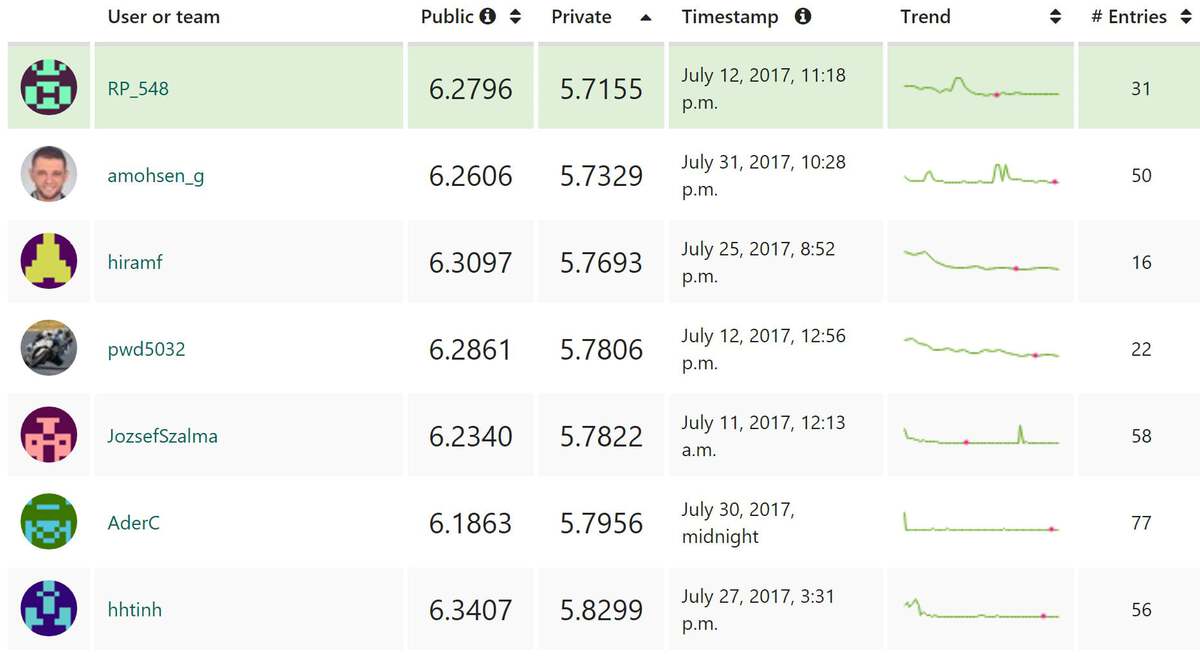 User or team Public Private Timestamp Trend # Entries
RP_548 6.2796 5.7155 July 12, 2017, 11:18 p.m. 31
amohsen_g 6.2606 5.7329 July 31, 2017, 10:28 p.m. 50
hiramf 6.3097 5.7693 July 25, 2017, 8:52 p.m. 16
pwd5032 6.2861 5.7806 July 12, 2017, 12:56 p.m. 22
JozsefSzalma 6.2340 5.7822 July 11, 2017, 12:13 a.m. 58
AderC 6.1863 5.7956 July 30, 2017, midnight 77
hhtinh 6.3407 5.8299 July 27, 2017, 3:31 p.m. 56